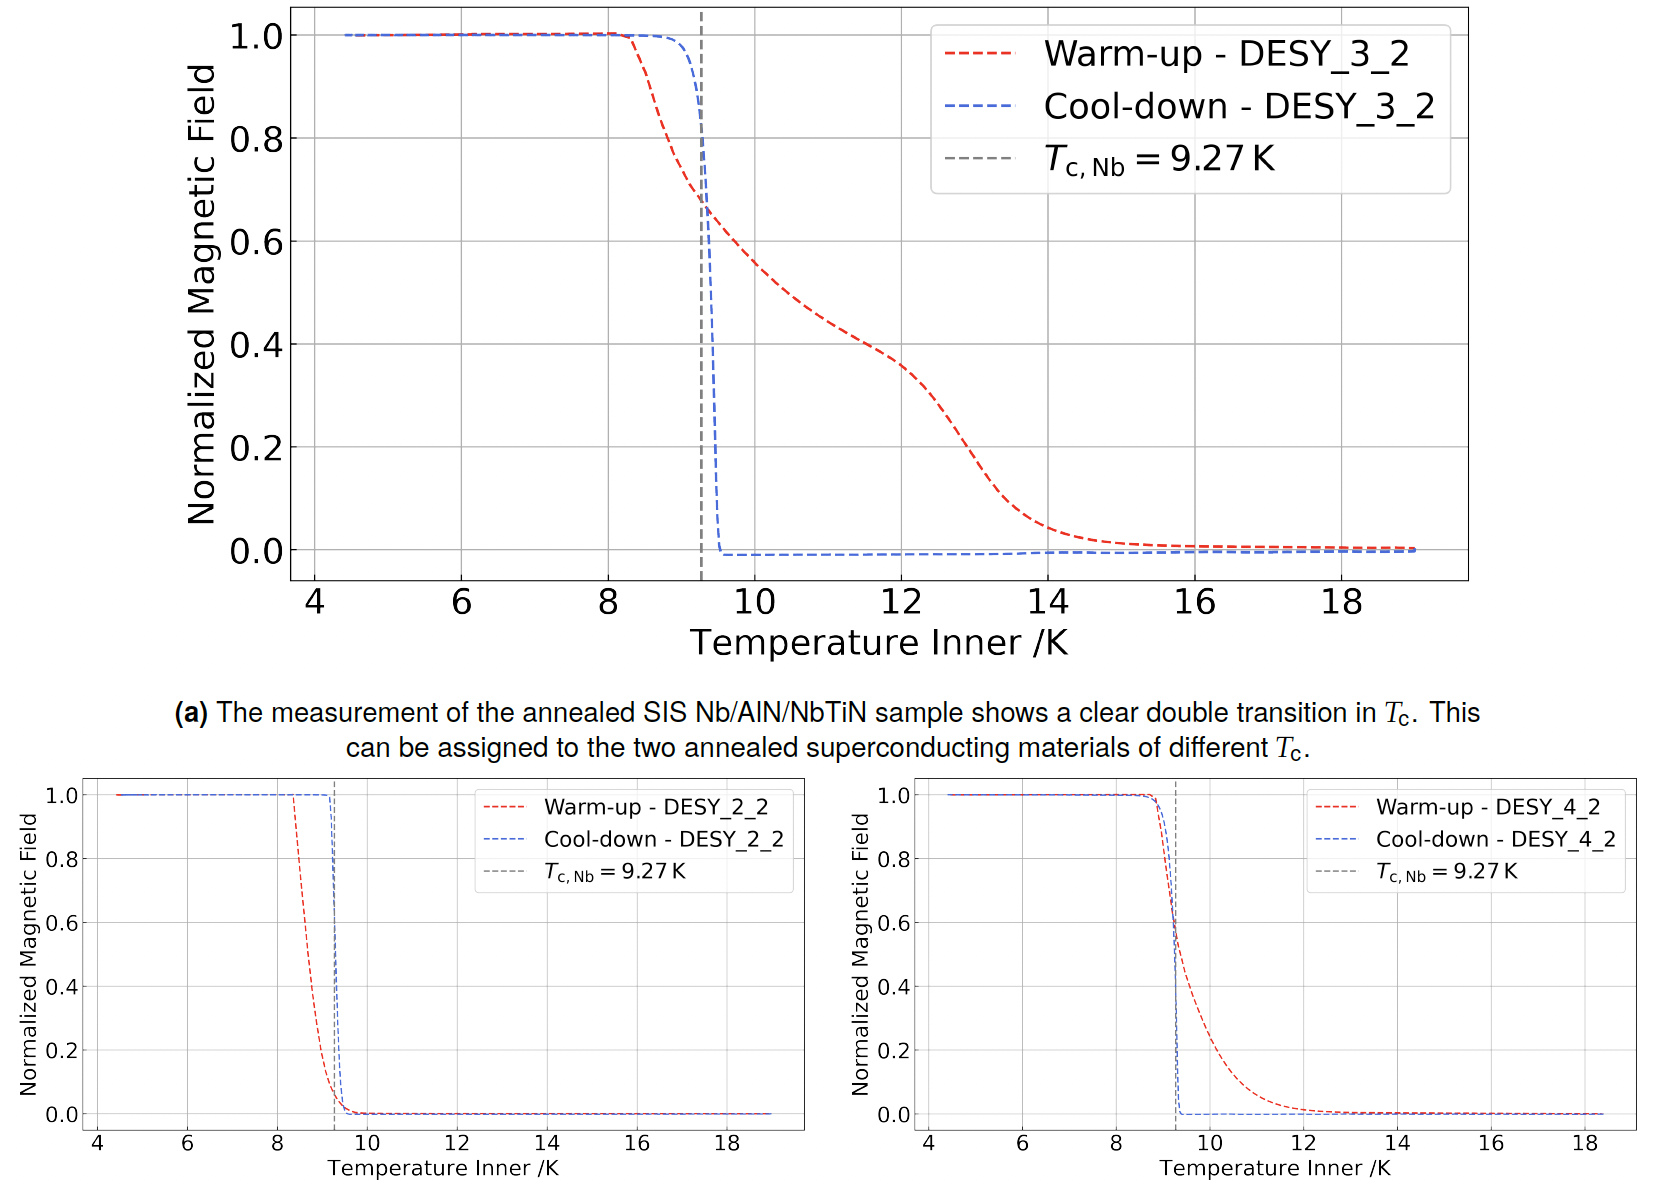 1.0
0.8
0.6
0.4
0.2
0.0
Normalized Magnetic Field
Warm-up - DESY_3_2
Cool-down - DESY_3_2
T_c, Nb = 9.27 K
4 6 8 10 12 14 16 18
Temperature Inner /K
(a) The measurement of the annealed SIS Nb/AlN/NbTiN sample shows a clear double transition in T_c. This
can be assigned to the two annealed superconducting materials of different T_c.
1.0
0.8
0.6
0.4
0.2
0.0
Normalized Magnetic Field
Warm-up - DESY_2_2
Cool-down - DESY_2_2
T_c, Nb = 9.27 K
4 6 8 10 12 14 16 18
Temperature Inner /K
1.0
0.8
0.6
0.4
0.2
0.0
Normalized Magnetic Field
Warm-up - DESY_4_2
Cool-down - DESY_4_2
T_c, Nb = 9.27 K
4 6 8 10 12 14 16 18
Temperature Inner /K